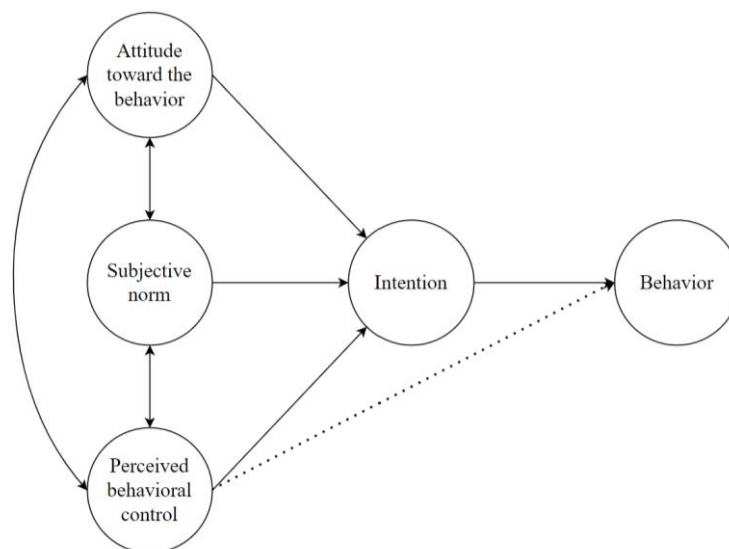 Attitude
toward the
behavior
Subjective
norm
Intention
Behavior
Perceived
behavioral
control